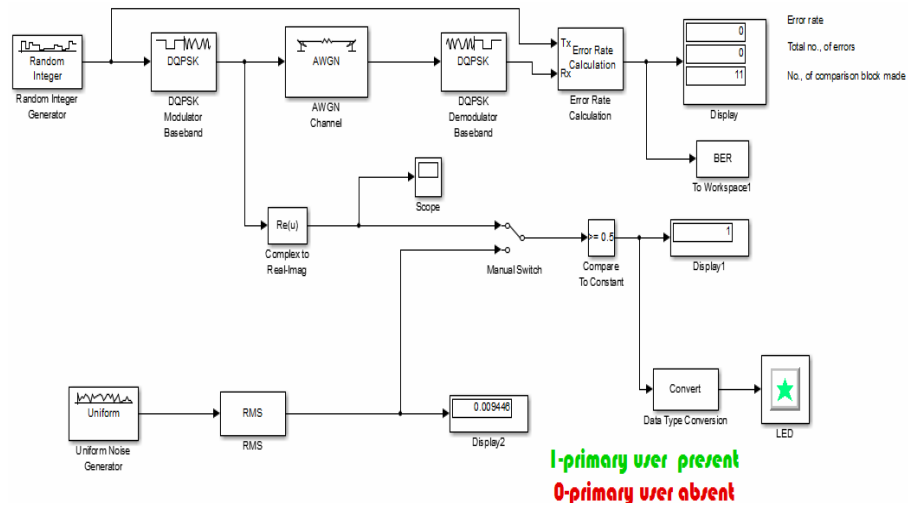 Random
Integer
Random Integer
Generator
DQPSK
DQPSK
Modulator
Baseband
AWGN
AWGN
Channel
DQPSK
DQPSK
Demodulator
Baseband
Tx
Rx
Error Rate
Calculation
Error Rate
Calculation
0
0
11
Display
Error rate
Total no., of errors
No., of comparison block made
BER
To Workspace1
Scope
Re(u)
Complex to
Real-Imag
Manual Switch
>= 0.5
Compare
To Constant
1
Display1
Uniform
Uniform Noise
Generator
RMS
RMS
0.009446
Display2
Convert
Data Type Conversion
LED
1-primary user present
0-primary user absent